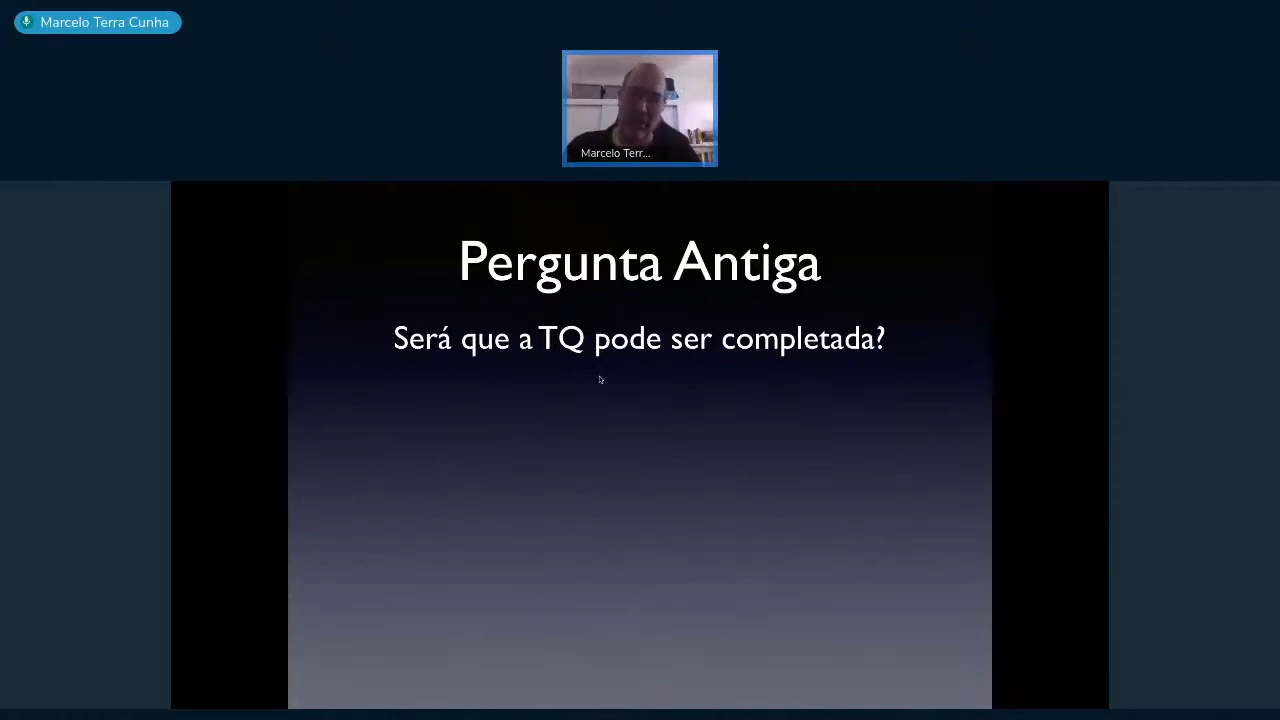 Marcelo Terra Cunha
Marcelo Terr...
Pergunta Antiga
Será que a TQ pode ser completada?